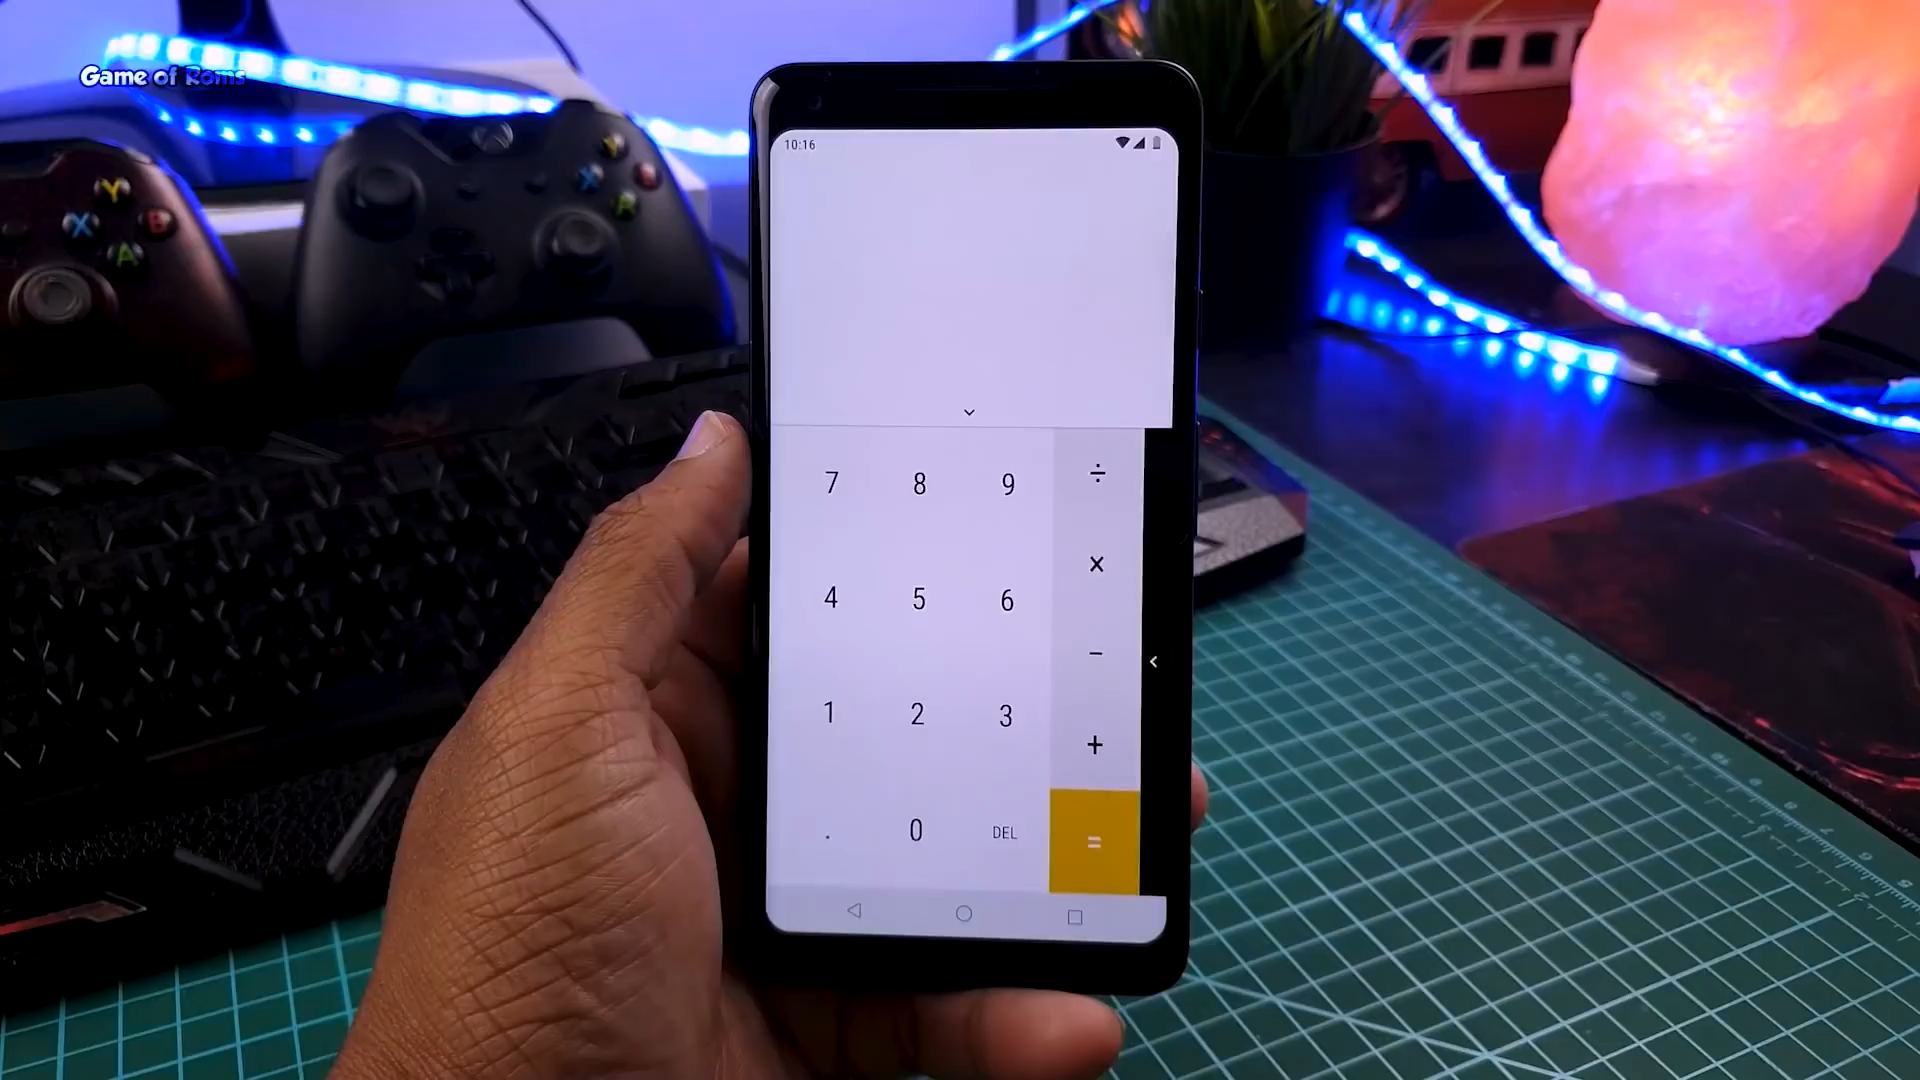 Game of Roms
10:16
7 8 9 ÷
4 5 6 ×
−
1 2 3
+
. 0 DEL =
Y
X B
A
Y
X B
A